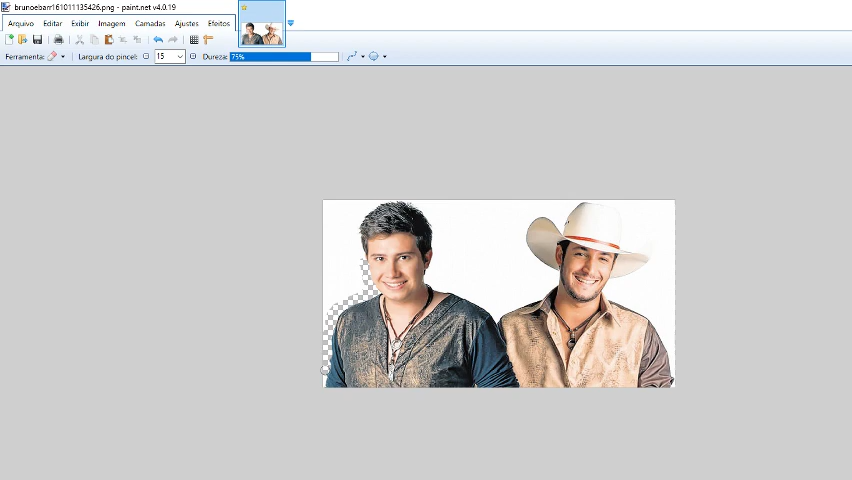 brunoebarr161011135426.png - paint.net v4.0.19
Arquivo Editar Exibir Imagem Camadas Ajustes Efeitos
Ferramenta: Largura do pincel: 15 Dureza: 75%